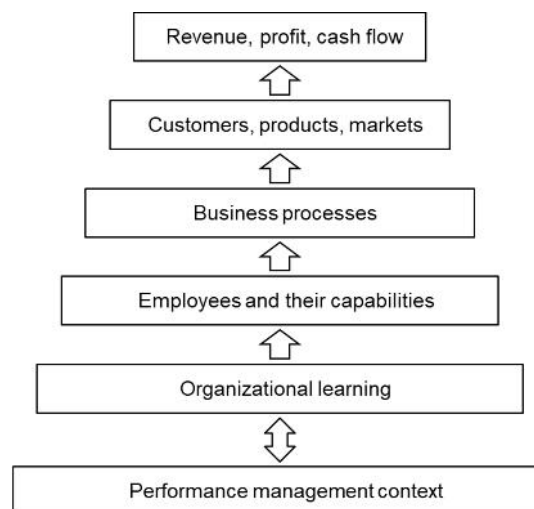 Revenue, profit, cash flow
Customers, products, markets
Business processes
Employees and their capabilities
Organizational learning
Performance management context